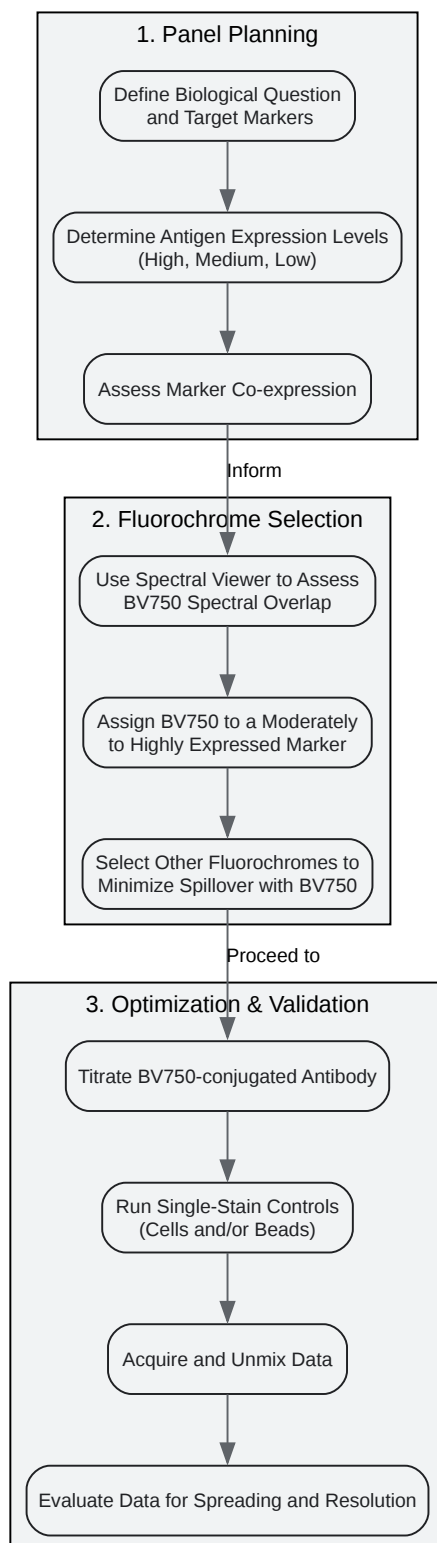 1. Panel Planning
Define Biological Question
and Target Markers
Determine Antigen Expression Levels
(High, Medium, Low)
Assess Marker Co-expression
Inform
2. Fluorochrome Selection
Use Spectral Viewer to Assess
BV750 Spectral Overlap
Assign BV750 to a Moderately
to Highly Expressed Marker
Select Other Fluorochromes to
Minimize Spillover with BV750
Proceed to
3. Optimization & Validation
Titrate BV750-conjugated Antibody
Run Single-Stain Controls
(Cells and/or Beads)
Acquire and Unmix Data
Evaluate Data for Spreading and Resolution